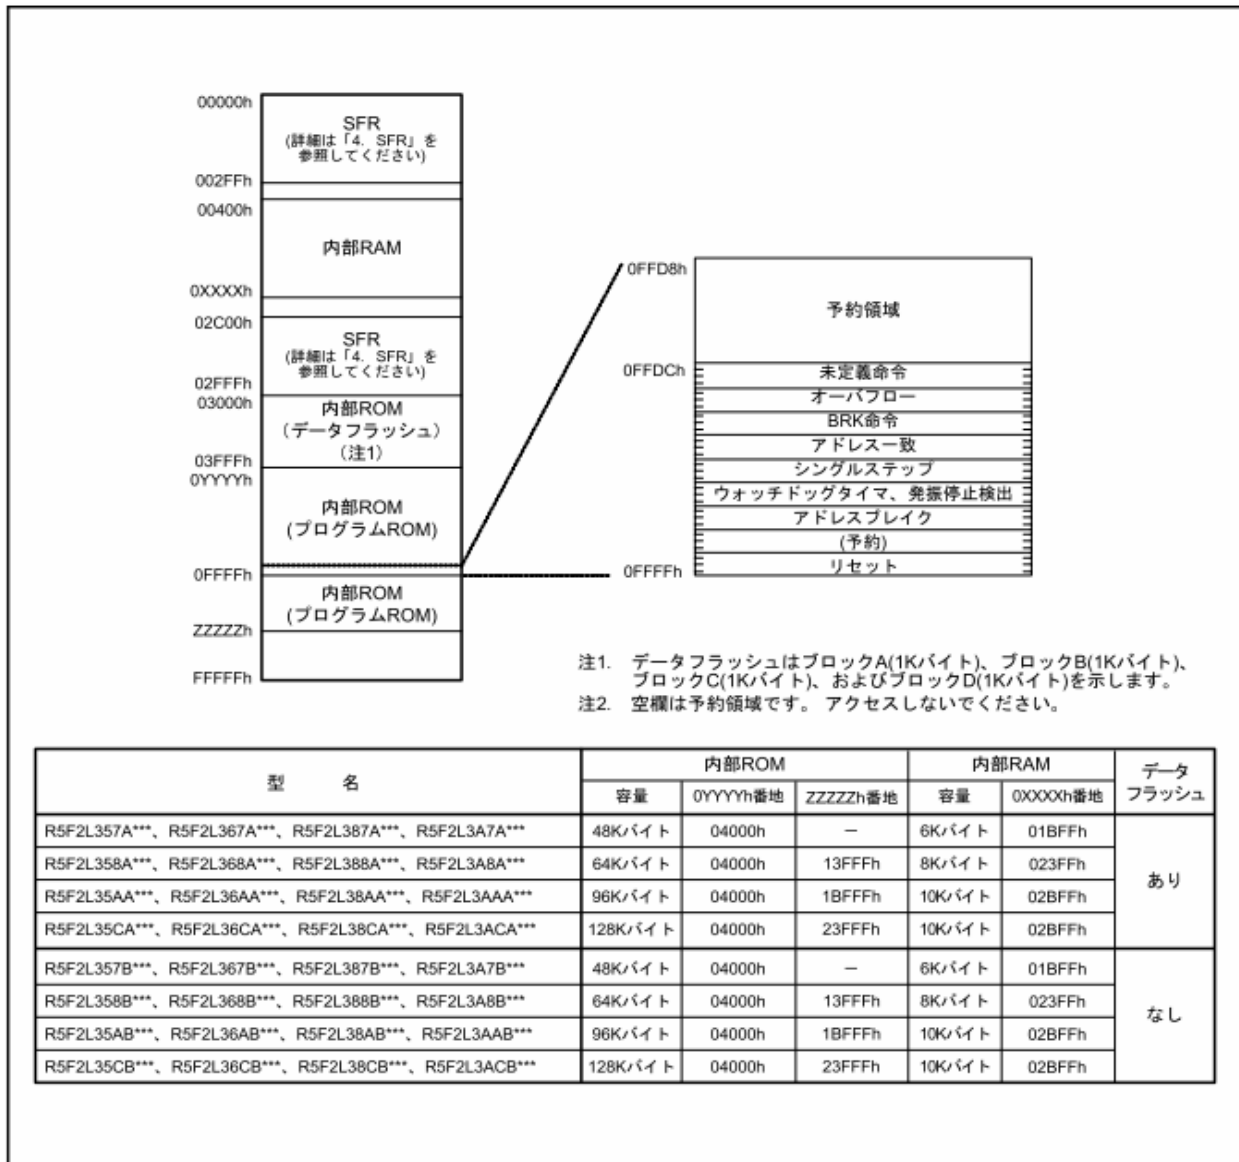 00000h
SFR
(詳細は「4. SFR」を
参照してください)
002FFh
00400h
内部RAM
0XXXXh
02C00h
SFR
(詳細は「4. SFR」を
参照してください)
02FFFh
03000h
内部ROM
(データフラッシュ)
(注1)
03FFFh
0YYYYh
内部ROM
(プログラムROM)
0FFFFh
内部ROM
(プログラムROM)
ZZZZZh
FFFFFh
0FFD8h
予約領域
0FFDCh
未定義命令
オーバフロー
BRK命令
アドレス一致
シングルステップ
ウォッチドッグタイマ、発振停止検出
アドレスブレイク
(予約)
リセット
0FFFFh
注1. データフラッシュはブロックA(1Kバイト)、ブロックB(1Kバイト)、
ブロックC(1Kバイト)、およびブロックD(1Kバイト)を示します。
注2. 空欄は予約領域です。 アクセスしないでください。
型 名 内部ROM 内部RAM データ
フラッシュ
容量 0YYYYh番地 ZZZZZh番地 容量 0XXXXh番地
R5F2L357A***、R5F2L367A***、R5F2L387A***、R5F2L3A7A*** 48Kバイト 04000h － 6Kバイト 01BFFh
R5F2L358A***、R5F2L368A***、R5F2L388A***、R5F2L3A8A*** 64Kバイト 04000h 13FFFh 8Kバイト 023FFh
あり
R5F2L35AA***、R5F2L36AA***、R5F2L38AA***、R5F2L3AAA*** 96Kバイト 04000h 1BFFFh 10Kバイト 02BFFh
R5F2L35CA***、R5F2L36CA***、R5F2L38CA***、R5F2L3ACA*** 128Kバイト 04000h 23FFFh 10Kバイト 02BFFh
R5F2L357B***、R5F2L367B***、R5F2L387B***、R5F2L3A7B*** 48Kバイト 04000h － 6Kバイト 01BFFh
R5F2L358B***、R5F2L368B***、R5F2L388B***、R5F2L3A8B*** 64Kバイト 04000h 13FFFh 8Kバイト 023FFh
なし
R5F2L35AB***、R5F2L36AB***、R5F2L38AB***、R5F2L3AAB*** 96Kバイト 04000h 1BFFFh 10Kバイト 02BFFh
R5F2L35CB***、R5F2L36CB***、R5F2L38CB***、R5F2L3ACB*** 128Kバイト 04000h 23FFFh 10Kバイト 02BFFh